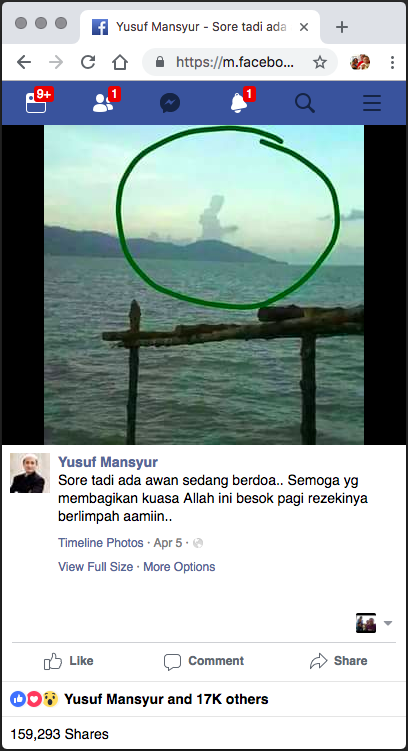 Yusuf Mansyur - Sore tadi ada
https://m.facebo...
9+
1
1
Yusuf Mansyur
Sore tadi ada awan sedang berdoa.. Semoga yg
membagikan kuasa Allah ini besok pagi rezekinya
berlimpah aamiin..
Timeline Photos · Apr 5 ·
View Full Size · More Options
Like
Comment
Share
Yusuf Mansyur and 17K others
159,293 Shares